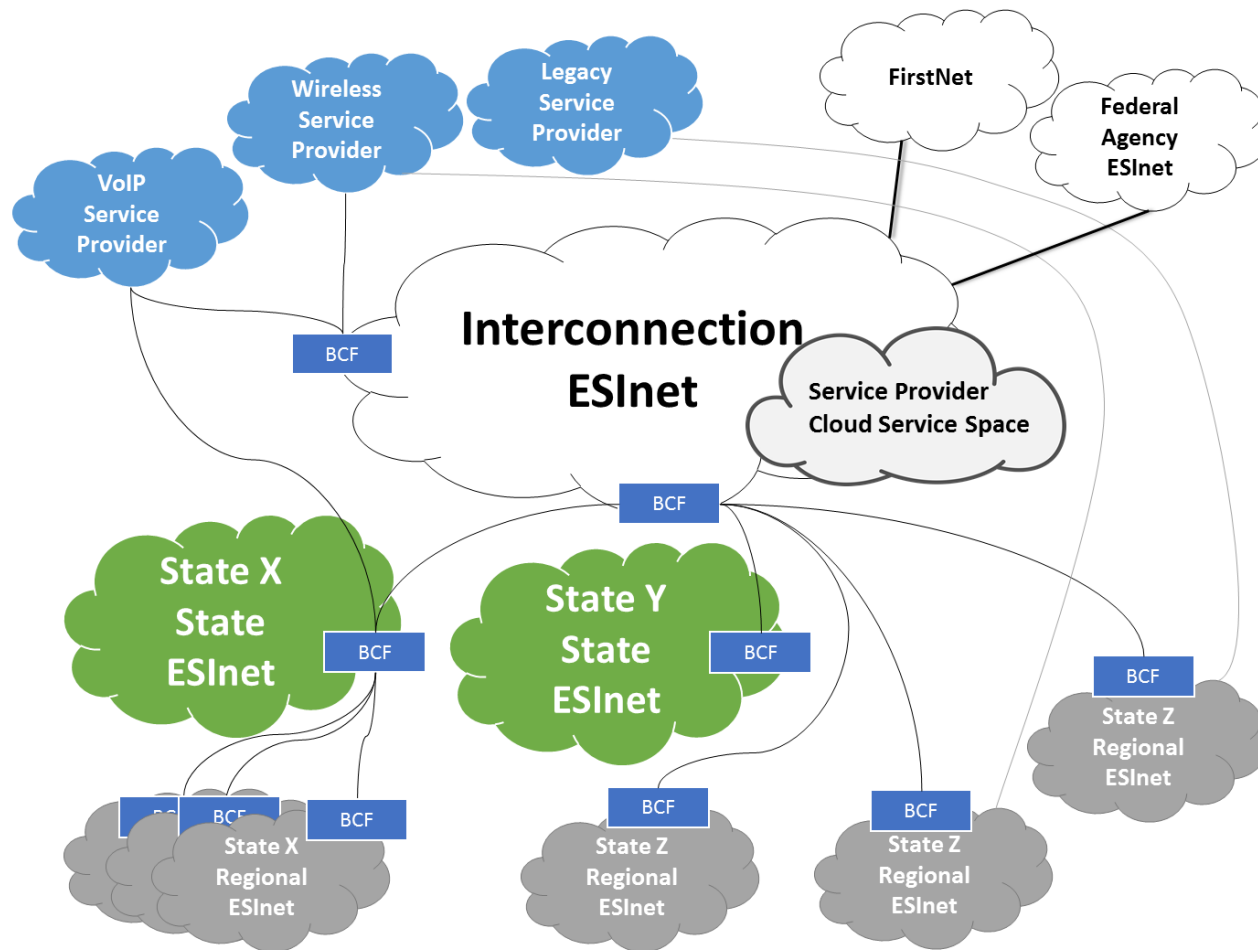 Wireless
Service
Provider
Legacy
Service
Provider
FirstNet
Federal
Agency
ESInet
VoIP
Service
Provider
Interconnection
ESInet
BCF
Service Provider
Cloud Service Space
BCF
State X
State
ESInet
BCF
State Y
State
ESInet
BCF
BCF
State Z
Regional
ESInet
BCF
State X
Regional
ESInet
BCF
BCF
State Z
Regional
ESInet
BCF
State Z
Regional
ESInet